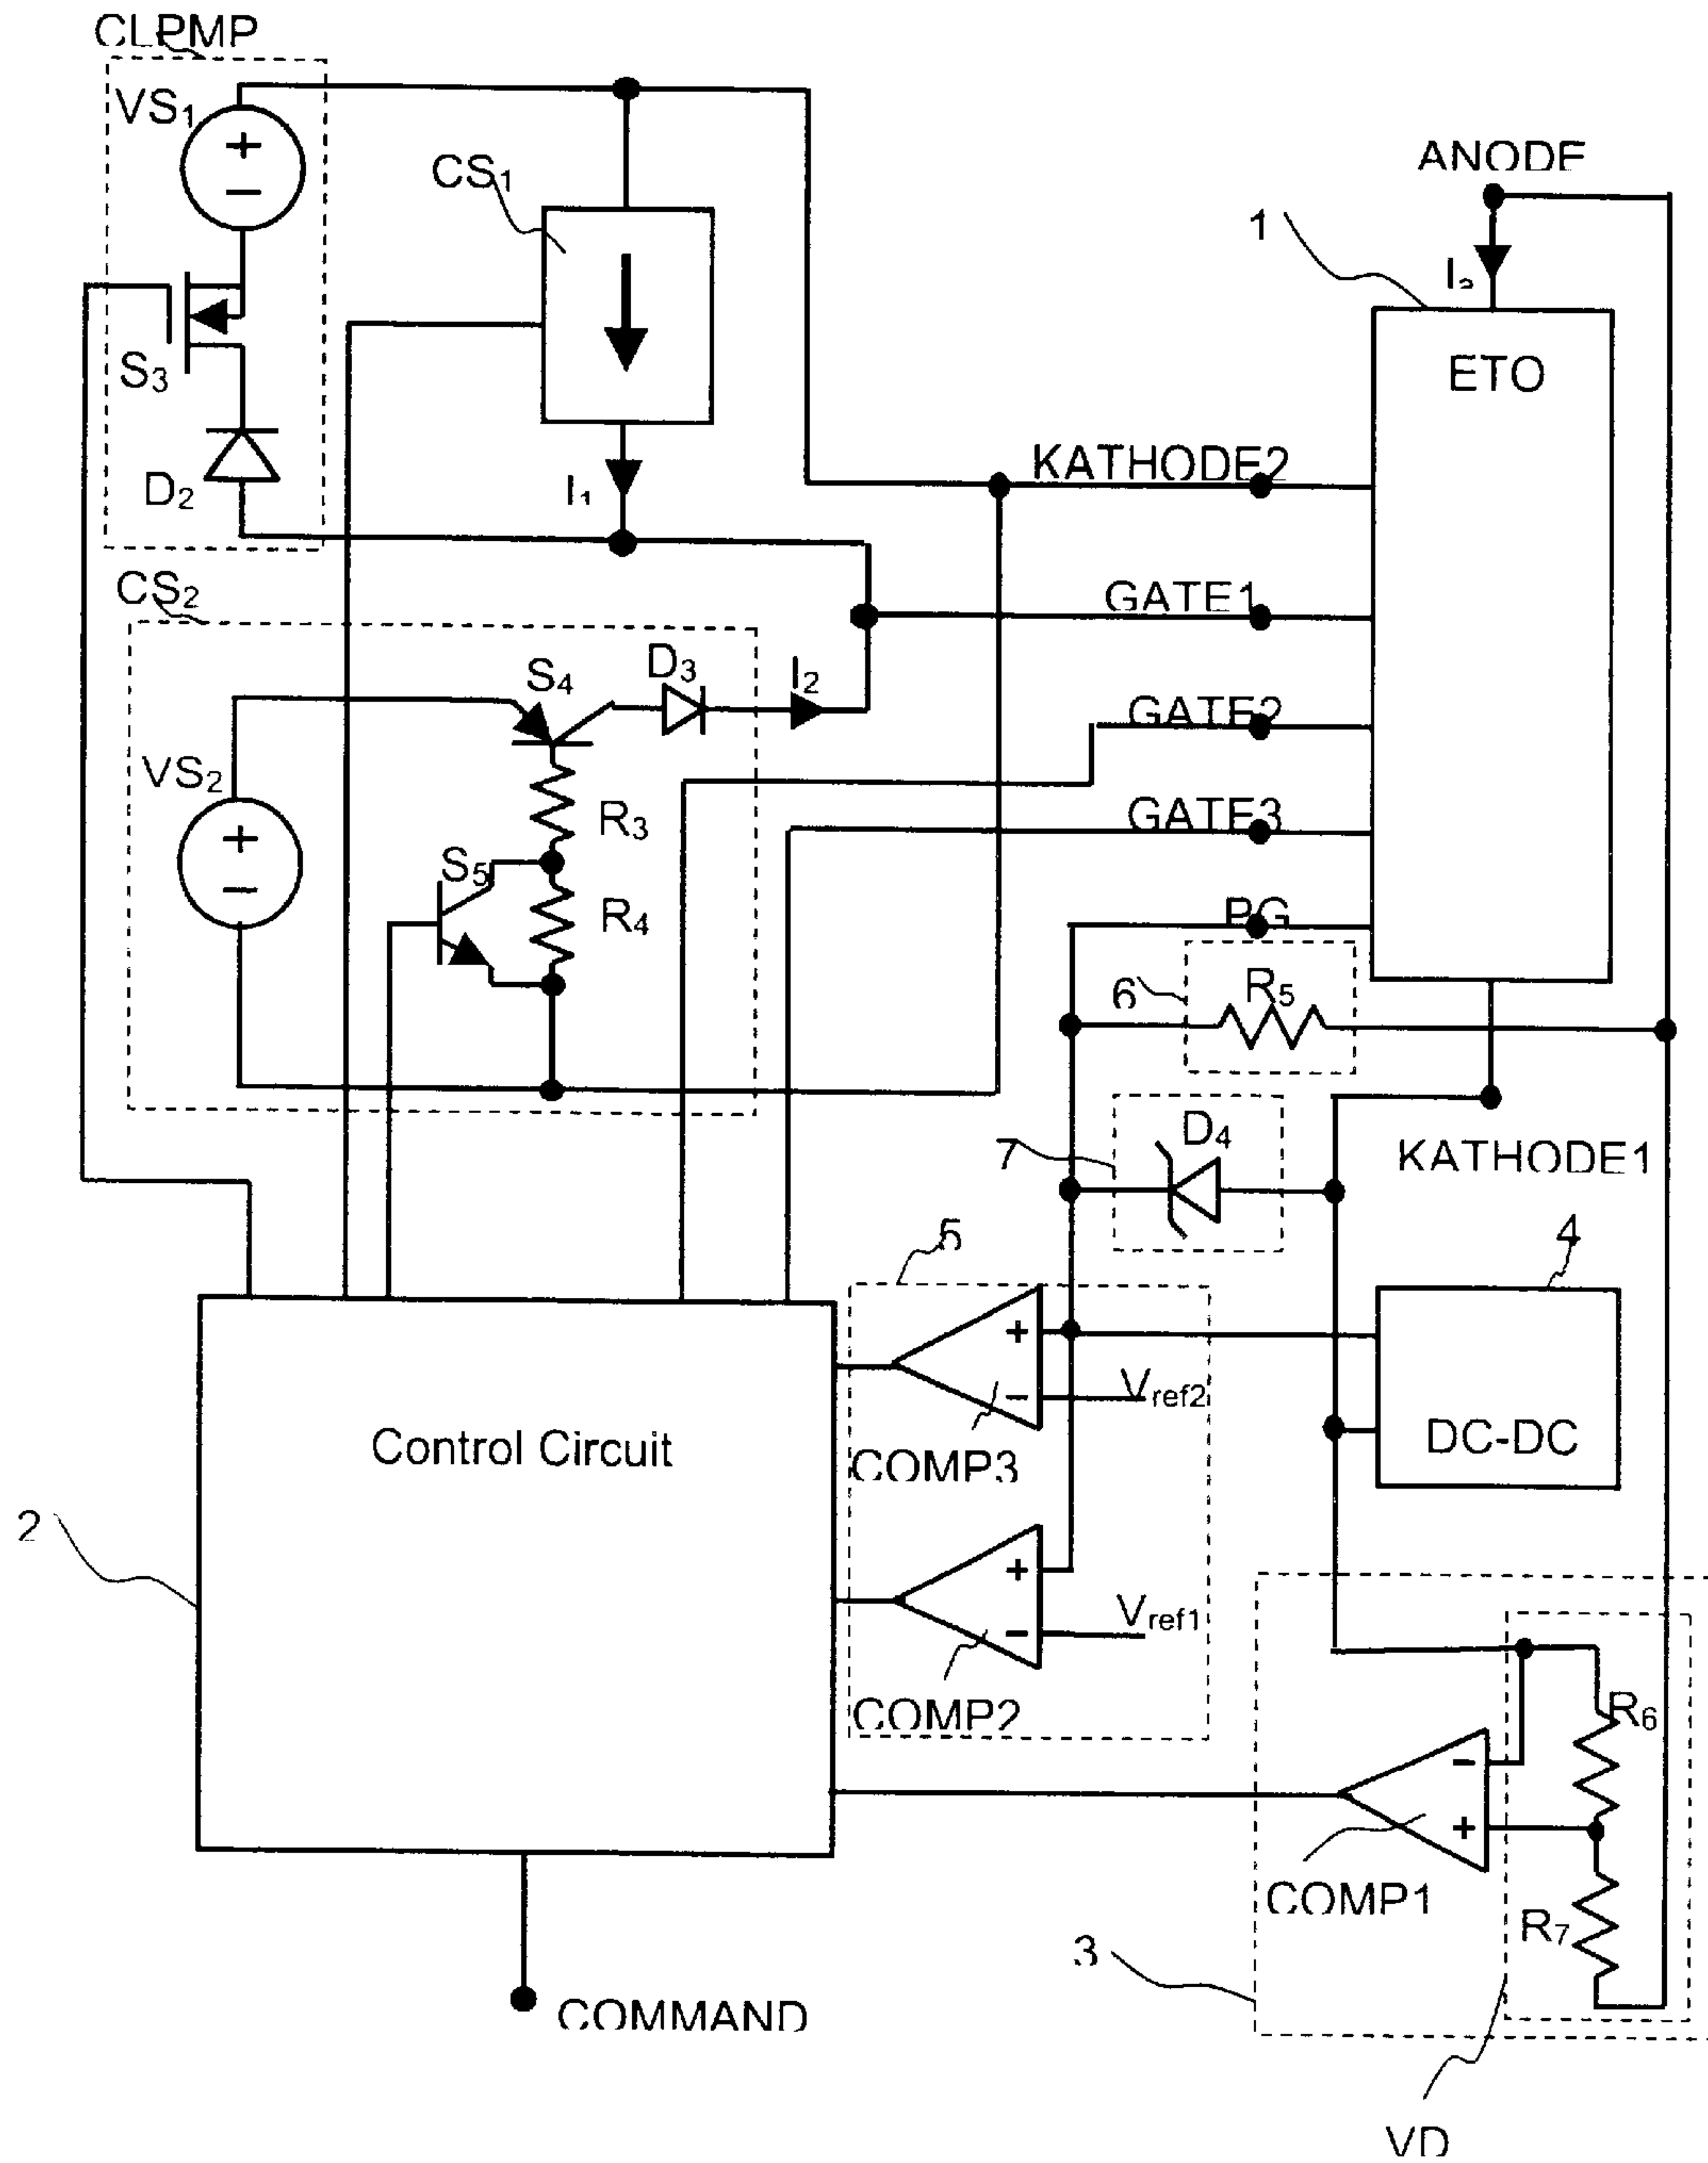 CLPMP
VS1
+
−
CS1
S3
D2
I1
ANODE
1
Ia
ETO
KATHODE2
GATE1
GATE2
GATE3
PG
CS2
S4
D3
I2
VS2
+
−
R3
S5
R4
6
R5
7
D4
KATHODE1
5
4
+
−
Vref2
COMP3
DC-DC
Control Circuit
2
+
−
Vref1
COMP2
R6
−
+
COMP1
R7
3
COMMAND
VD